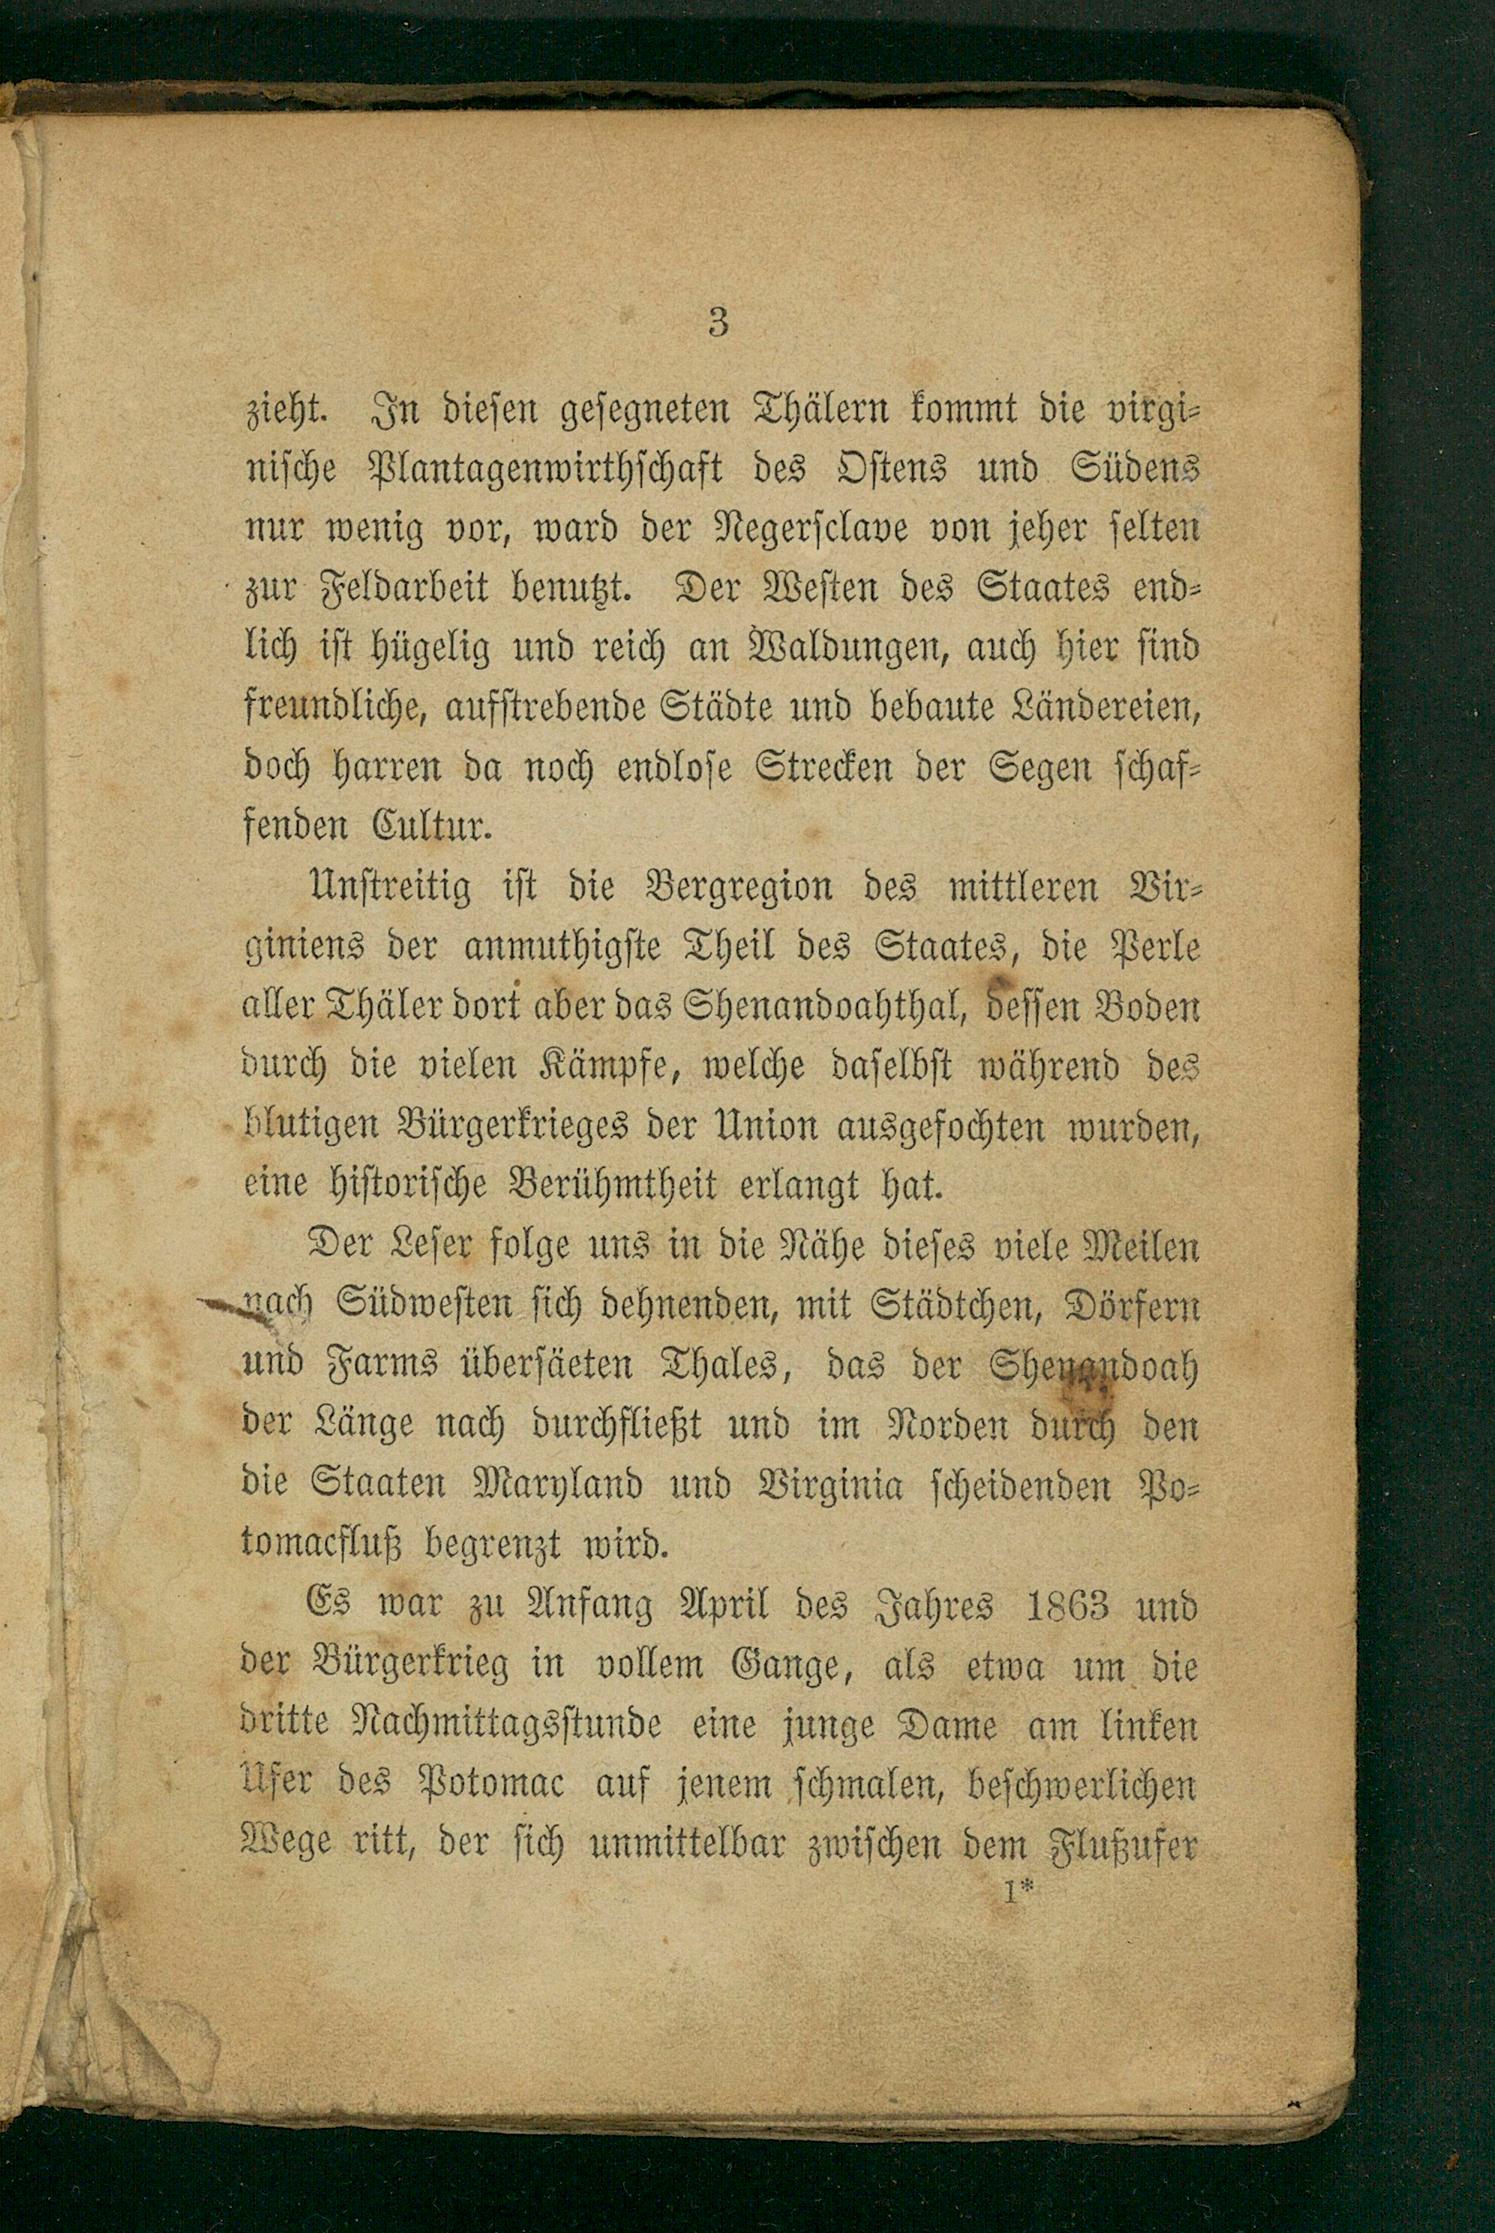 3
zieht. In diesen gesegneten Thälern kommt die virgi-
nische Plantagenwirthschaft des Ostens und Südens
nur wenig vor, ward der Negersclave von jeher selten
zur Feldarbeit benutzt. Der Westen des Staates end-
lich ist hügelig und reich an Waldungen, auch hier sind
freundliche, aufstrebende Städte und bebaute Ländereien,
doch harren da noch endlose Strecken der Segen schaf-
fenden Cultur.
Unstreitig ist die Bergregion des mittleren Vir-
giniens der anmuthigste Theil des Staates, die Perle
aller Thäler dort aber das Shenandoahthal, dessen Boden
durch die vielen Kämpfe, welche daselbst während des
blutigen Bürgerkrieges der Union ausgefochten wurden,
eine historische Berühmtheit erlangt hat.
Der Leser folge uns in die Nähe dieses viele Meilen
nach Südwesten sich dehnenden, mit Städtchen, Dörfern
und Farms übersäeten Thales, das der Shenandoah
der Länge nach durchfließt und im Norden durch den
die Staaten Maryland und Virginia scheidenden Po-
tomacfluß begrenzt wird.
Es war zu Anfang April des Jahres 1863 und
der Bürgerkrieg in vollem Gange, als etwa um die
dritte Nachmittagsstunde eine junge Dame am linken
Ufer des Potomac auf jenem schmalen, beschwerlichen
Wege ritt, der sich unmittelbar zwischen dem Flußufer
1*